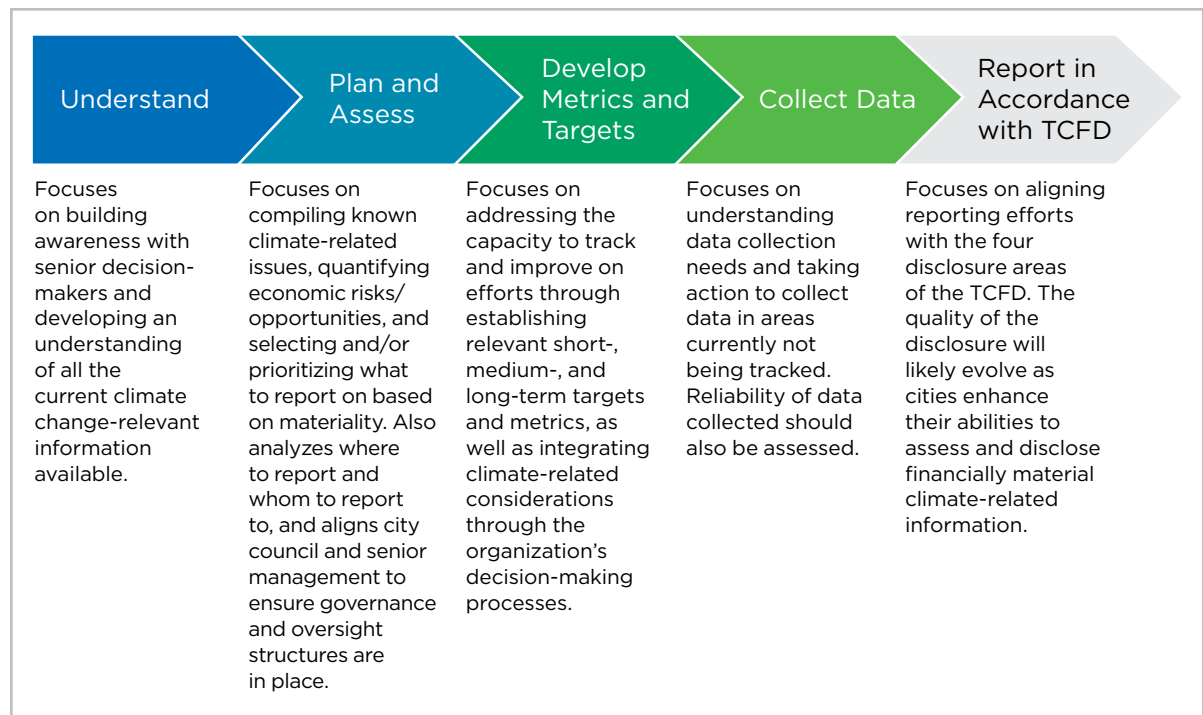 Understand
Plan and
Assess
Develop
Metrics and
Targets
Collect Data
Report in
Accordance
with TCFD
Focuses
on building
awareness with
senior decision-
makers and
developing an
understanding
of all the
current climate
change-relevant
information
available.
Focuses on
compiling known
climate-related
issues, quantifying
economic risks/
opportunities, and
selecting and/or
prioritizing what
to report on based
on materiality. Also
analyzes where
to report and
whom to report
to, and aligns city
council and senior
management to
ensure governance
and oversight
structures are
in place.
Focuses on
addressing the
capacity to track
and improve on
efforts through
establishing
relevant short-,
medium-, and
long-term targets
and metrics, as
well as integrating
climate-related
considerations
through the
organization’s
decision-making
processes.
Focuses on
understanding
data collection
needs and taking
action to collect
data in areas
currently not
being tracked.
Reliability of data
collected should
also be assessed.
Focuses on aligning
reporting efforts
with the four
disclosure areas
of the TCFD. The
quality of the
disclosure will
likely evolve as
cities enhance
their abilities to
assess and disclose
financially material
climate-related
information.